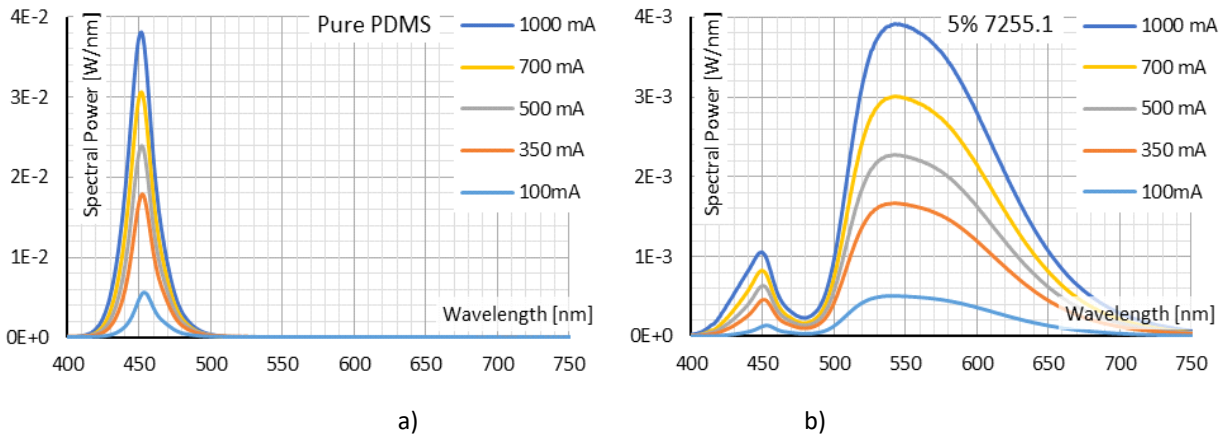 Pure PDMS
Spectral Power [W/nm]
4E-2
3E-2
2E-2
1E-2
0E+0
400 450 500 550 600 650 700 750
Wavelength [nm]
1000 mA
700 mA
500 mA
350 mA
100mA
a)
5% 7255.1
Spectral Power [W/nm]
4E-3
3E-3
2E-3
1E-3
0E+0
400 450 500 550 600 650 700 750
Wavelength [nm]
1000 mA
700 mA
500 mA
350 mA
100mA
b)